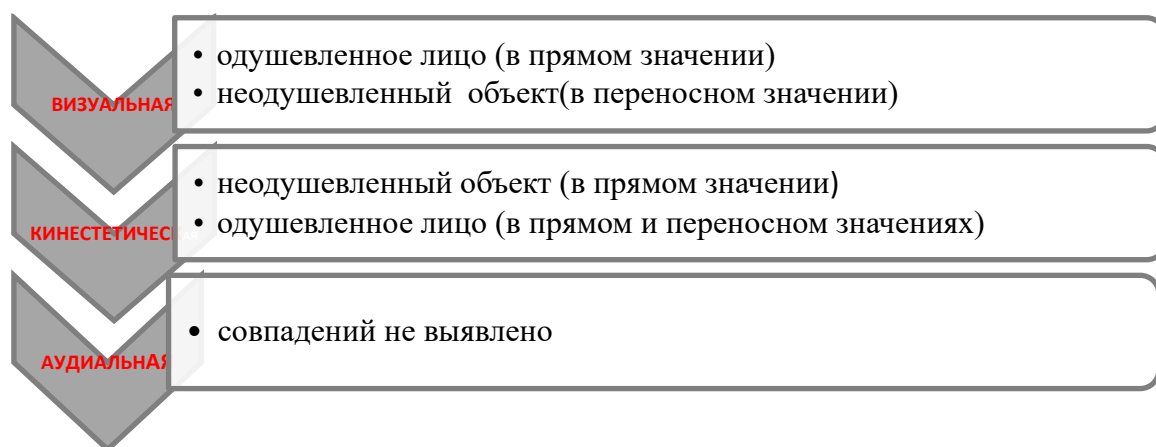 • одушевленное лицо (в прямом значении)
ВИЗУАЛЬНАЯ
• неодушевленный объект(в переносном значении)
• неодушевленный объект (в прямом значении)
КИНЕСТЕТИЧЕСКАЯ
• одушевленное лицо (в прямом и переносном значениях)
• совпадений не выявлено
АУДИАЛЬНАЯ